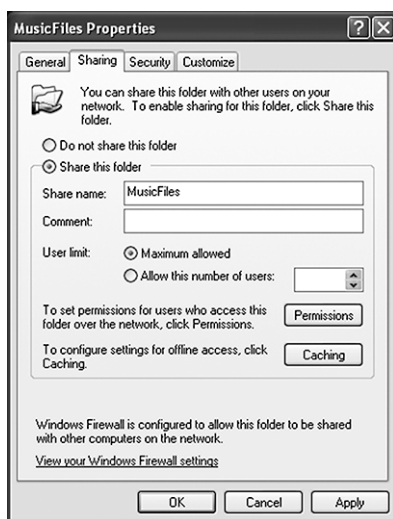 MusicFiles Properties
General Sharing Security Customize
You can share this folder with other users on your
network. To enable sharing for this folder, click Share this
folder.
Do not share this folder
Share this folder
Share name: MusicFiles
Comment:
User limit: Maximum allowed
Allow this number of users:
To set permissions for users who access this
folder over the network, click Permissions.
Permissions
To configure settings for offline access, click
Caching.
Caching
Windows Firewall is configured to allow this folder to be shared
with other computers on the network.
View your Windows Firewall settings
OK Cancel Apply